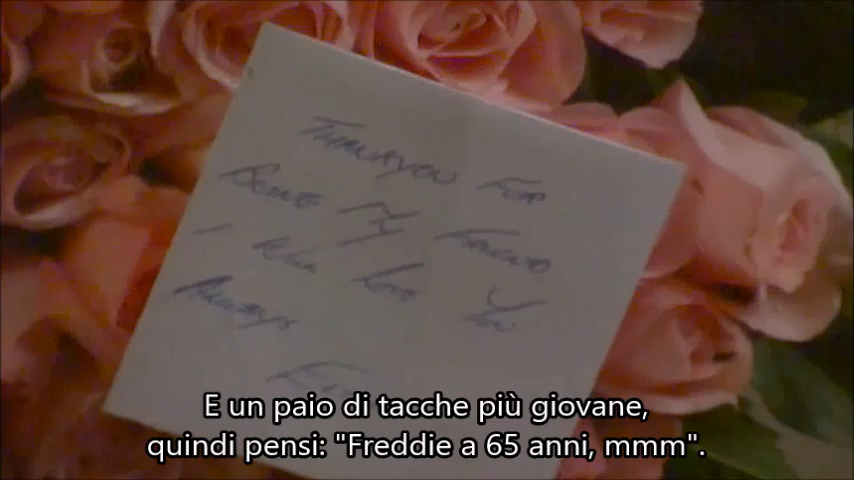 THANKYOU FOR
BEING MY FRIEND
I WILL LOVE YOU
ALWAYS
E un paio di tacche più giovane,
quindi pensi: "Freddie a 65 anni, mmm".